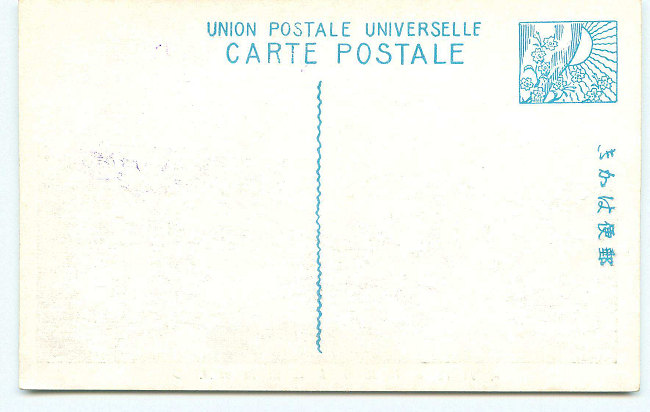 UNION POSTALE UNIVERSELLE
CARTE POSTALE
郵便はかき